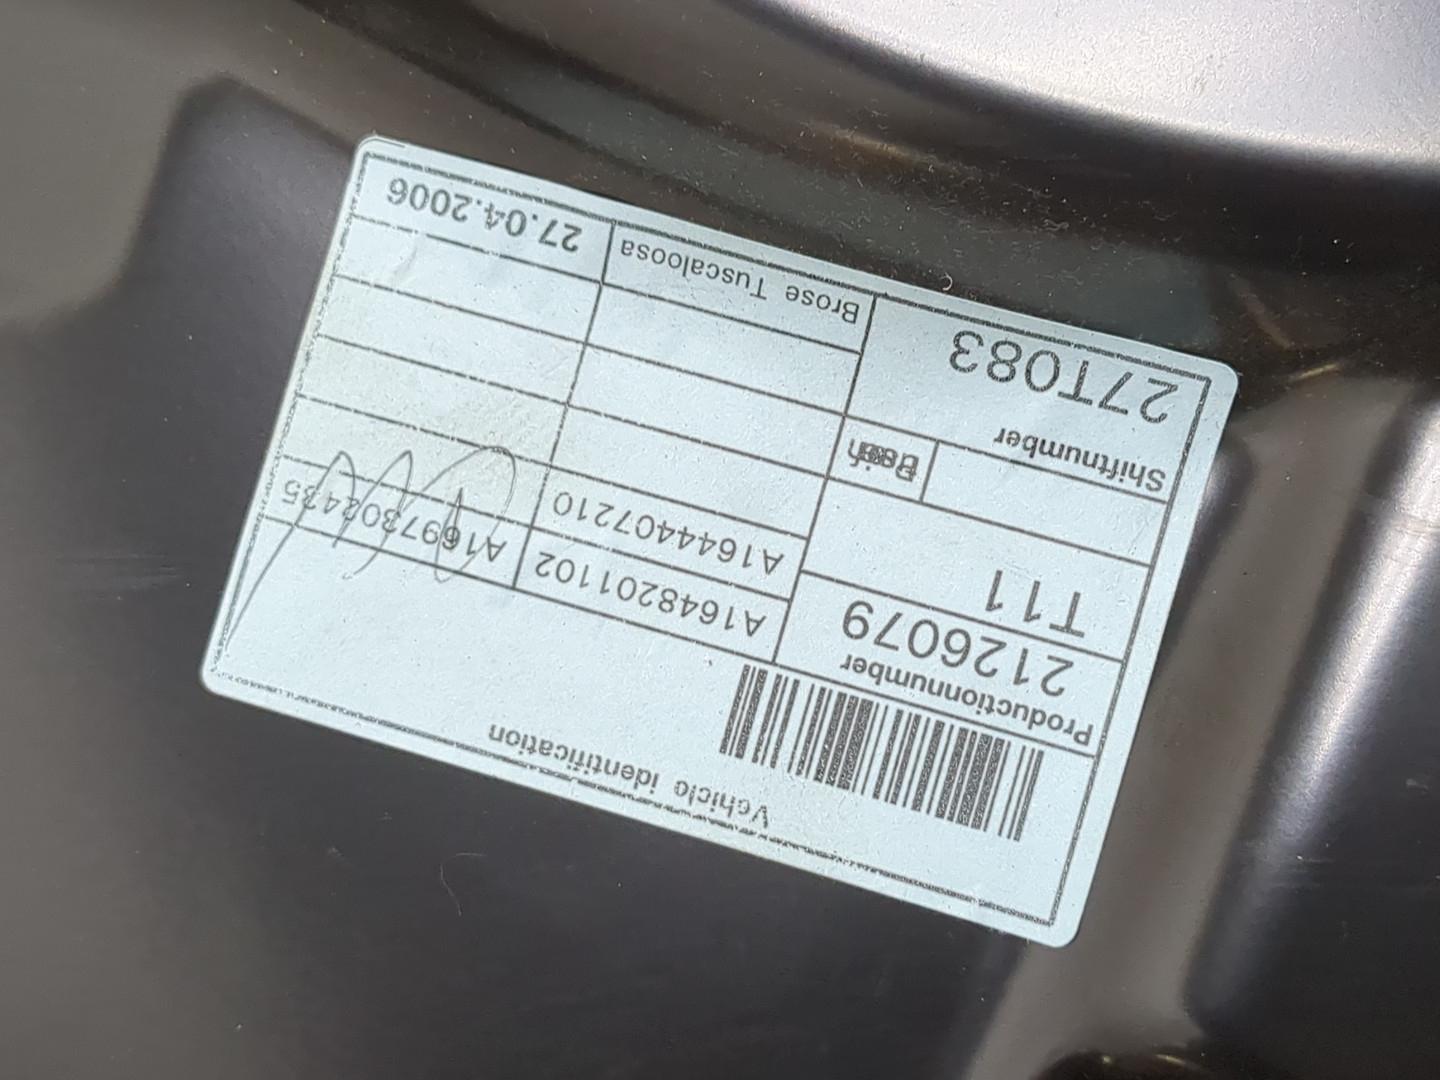 Vehicle identification
Productionnumber
2126079
A1648201102
A1697302435
T11
A1644407210
Shiftnumber
27T083
Brose Tuscaloosa
27.04.2006